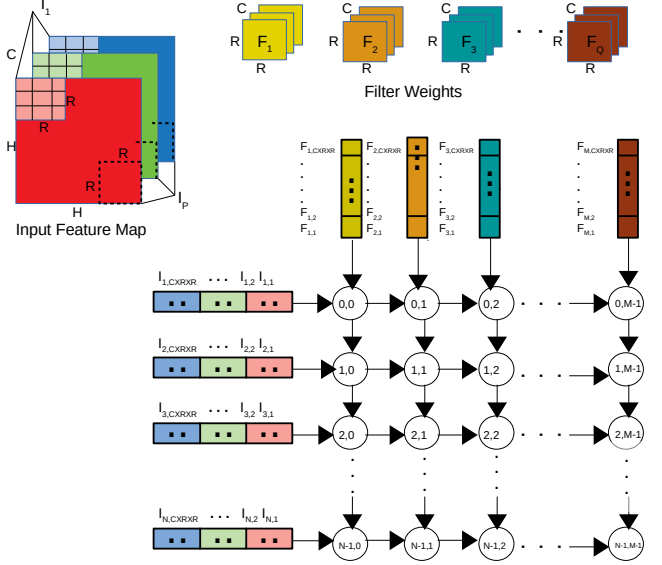 I1
C
R
R
H
R
R
H
IP
Input Feature Map
C
R
F1
R
C
R
F2
R
C
R
F3
R
. . .
C
R
FQ
R
Filter Weights
F1,CXRXR
.
.
.
F1,2
F1,1
F2,CXRXR
.
.
.
F2,2
F2,1
F3,CXRXR
.
.
.
F3,2
F3,1
FM,CXRXR
.
.
.
FM,2
FM,1
I1,CXRXR ... I1,2 I1,1
0,0 0,1 0,2 . . . 0,M-1
I2,CXRXR ... I2,2 I2,1
1,0 1,1 1,2 . . . 1,M-1
I3,CXRXR ... I3,2 I3,1
2,0 2,1 2,2 . . . 2,M-1
IN,CXRXR ... IN,2 IN,1
N-1,0 N-1,1 N-1,2 . . . N-1,M-1